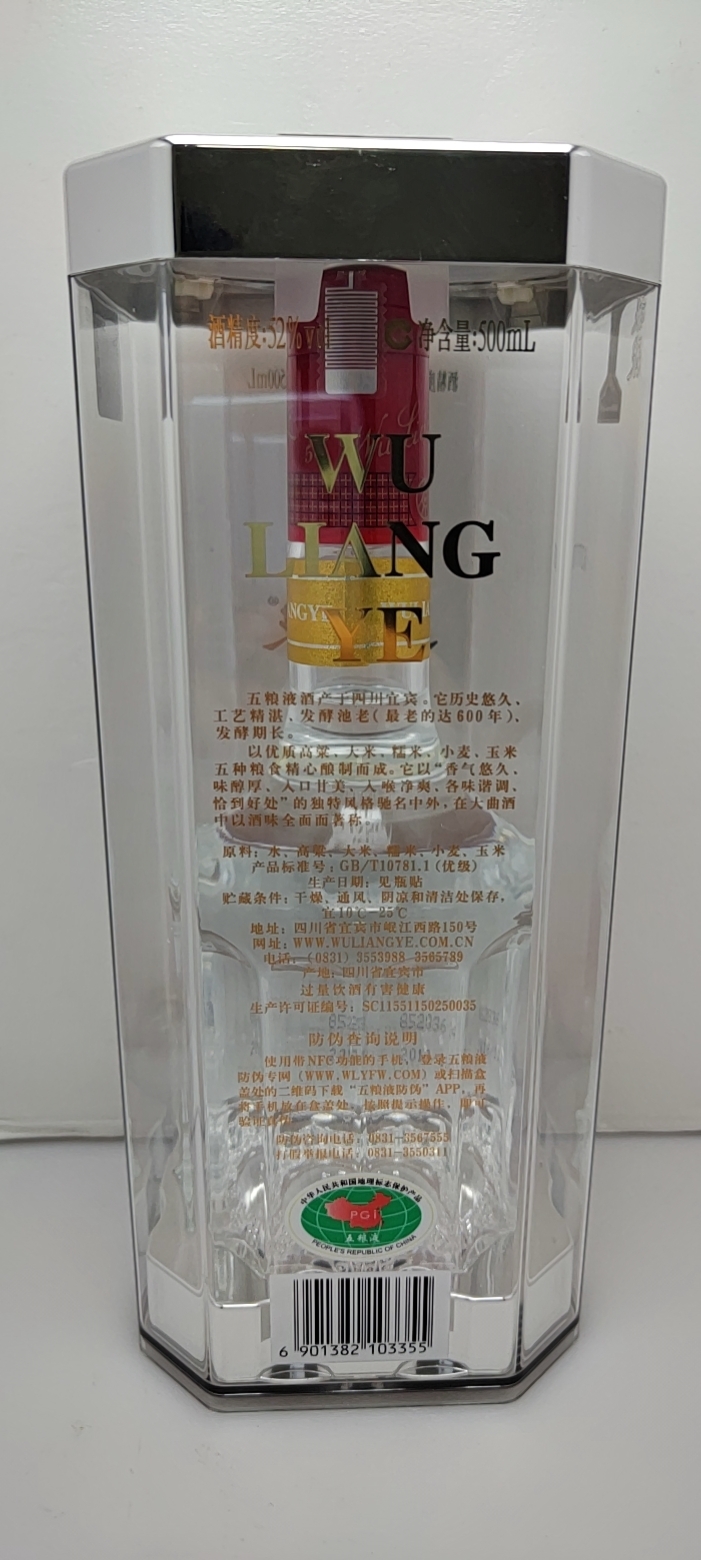 酒精度:52%vol 净含量:500mL
WU
LIANG
YE
五粮液酒产于四川宜宾。它历史悠久、
工艺精湛、发酵池老(最老的达600年)、
发酵期长。
以优质高粱、大米、糯米、小麦、玉米
五种粮食精心酿制而成。它以“香气悠久、
味醇厚、入口甘美、入喉净爽、各味谐调、
恰到好处”的独特风格驰名中外,在大曲酒
中以酒味全面而著称。
原料:水、高粱、大米、糯米、小麦、玉米
产品标准号:GB/T10781.1(优级)
生产日期:见瓶贴
贮藏条件:干燥、通风、阴凉和清洁处保存,
宜10℃-25℃
地址:四川省宜宾市岷江西路150号
网址:WWW.WULIANGYE.COM.CN
电话:(0831) 3553988 3565789
产地:四川省宜宾市
过量饮酒有害健康
生产许可证编号:SC11551150250035
防伪查询说明
使用带NFC功能的手机,登录五粮液
防伪专网(WWW.WLYFW.COM)或扫描盒
盖处的二维码下载“五粮液防伪”APP,再
将手机放在盒盖处,按照提示操作,即可
验证真伪。
防伪咨询电话:0831-3567555
打假举报电话:0831-3550311
中华人民共和国地理标志保护产品
PGI
五粮液
PEOPLE'S REPUBLIC OF CHINA
6 901382 103355